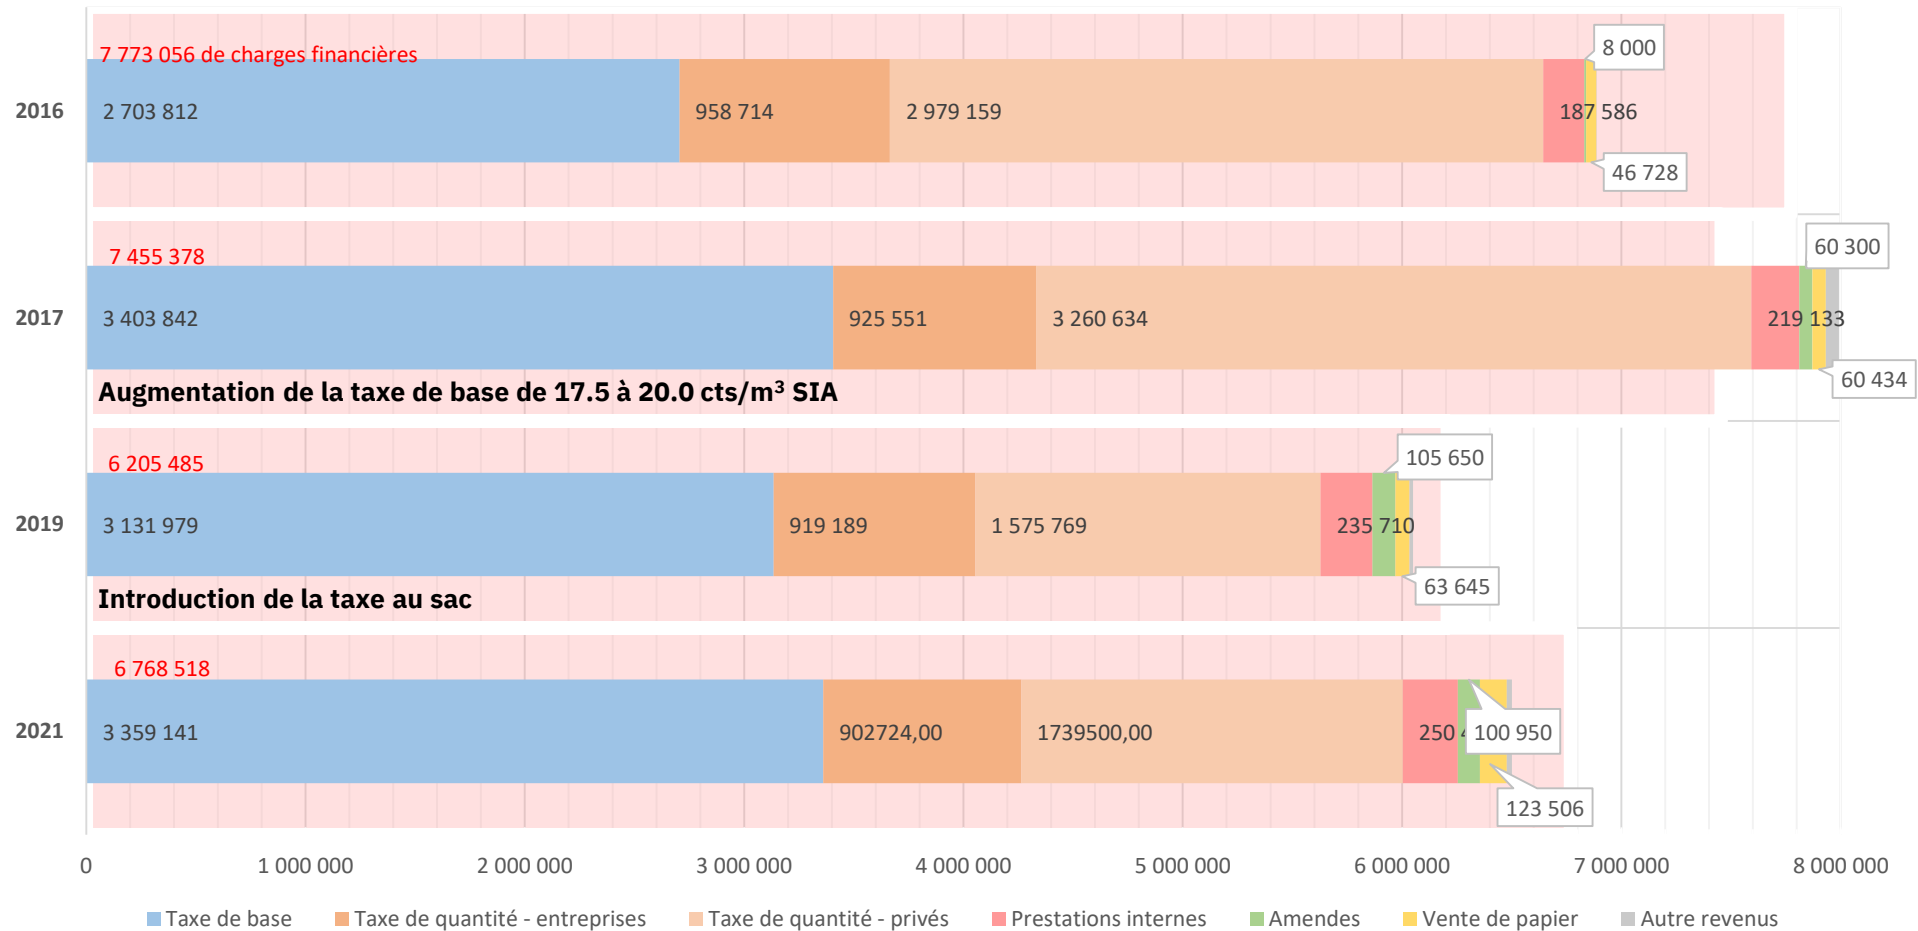 7 773 056 de charges financières
8 000
2016
2 703 812
958 714
2 979 159
187 586
46 728
7 455 378
60 300
2017
3 403 842
925 551
3 260 634
219 133
60 434
Augmentation de la taxe de base de 17.5 à 20.0 cts/m³ SIA
6 205 485
105 650
2019
3 131 979
919 189
1 575 769
235 710
63 645
Introduction de la taxe au sac
6 768 518
2021
3 359 141
902724,00
1739500,00
250
100 950
123 506
0
1 000 000
2 000 000
3 000 000
4 000 000
5 000 000
6 000 000
7 000 000
8 000 000
Taxe de base
Taxe de quantité - entreprises
Taxe de quantité - privés
Prestations internes
Amendes
Vente de papier
Autre revenus